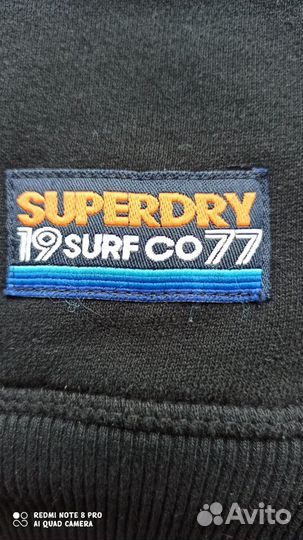 SUPERDRY
19 SURF CO 77
REDMI NOTE 8 PRO
AI QUAD CAMERA
Avito